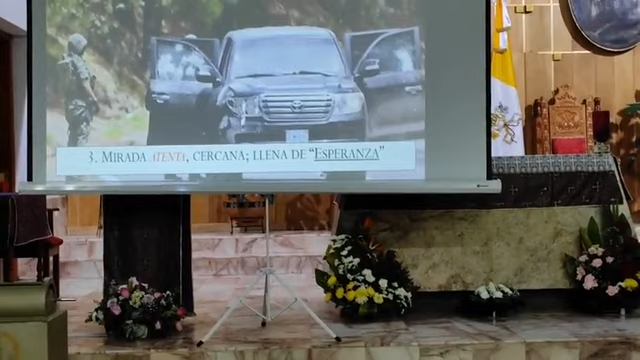 3. MIRADA ATENTA, CERCANA; LLENA DE “ESPERANZA”